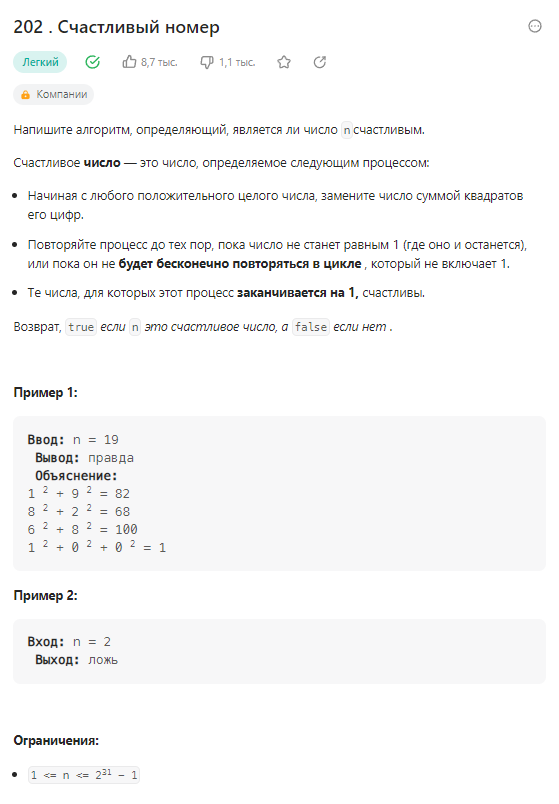 202 . Счастливый номер
Легкий 8,7 тыс. 1,1 тыс.
Компании
Напишите алгоритм, определяющий, является ли число n счастливым.
Счастливое число — это число, определяемое следующим процессом:
• Начиная с любого положительного целого числа, замените число суммой квадратов
его цифр.
• Повторяйте процесс до тех пор, пока число не станет равным 1 (где оно и останется),
или пока он не будет бесконечно повторяться в цикле , который не включает 1.
• Те числа, для которых этот процесс заканчивается на 1, счастливы.
Возврат, true если n это счастливое число, а false если нет .
Пример 1:
Ввод: n = 19
Вывод: правда
Объяснение:
1 ² + 9 ² = 82
8 ² + 2 ² = 68
6 ² + 8 ² = 100
1 ² + 0 ² + 0 ² = 1
Пример 2:
Вход: n = 2
Выход: ложь
Ограничения:
• 1 <= n <= 2³¹ − 1